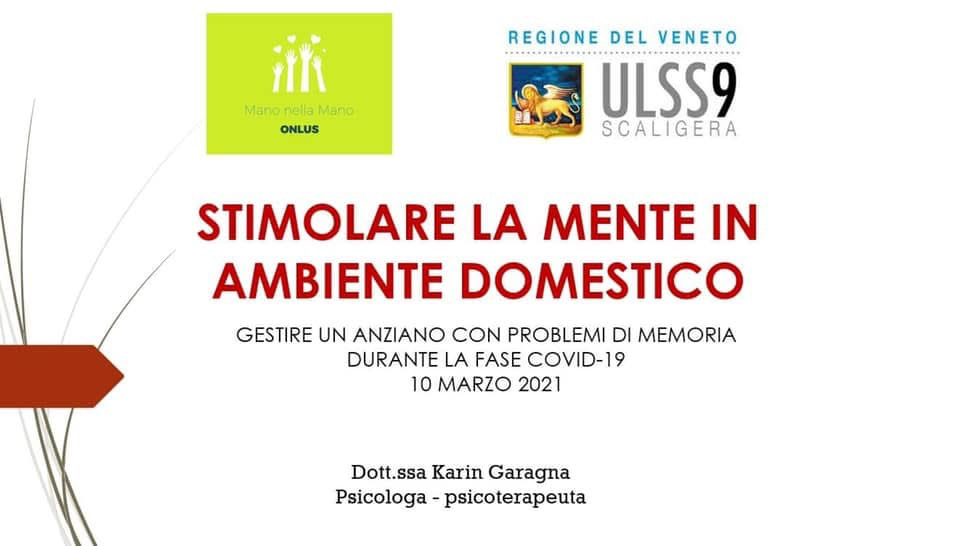 Mano nella Mano
ONLUS
REGIONE DEL VENETO
ULSS9
SCALIGERA
STIMOLARE LA MENTE IN
AMBIENTE DOMESTICO
GESTIRE UN ANZIANO CON PROBLEMI DI MEMORIA
DURANTE LA FASE COVID-19
10 MARZO 2021
Dott.ssa Karin Garagna
Psicologa - psicoterapeuta